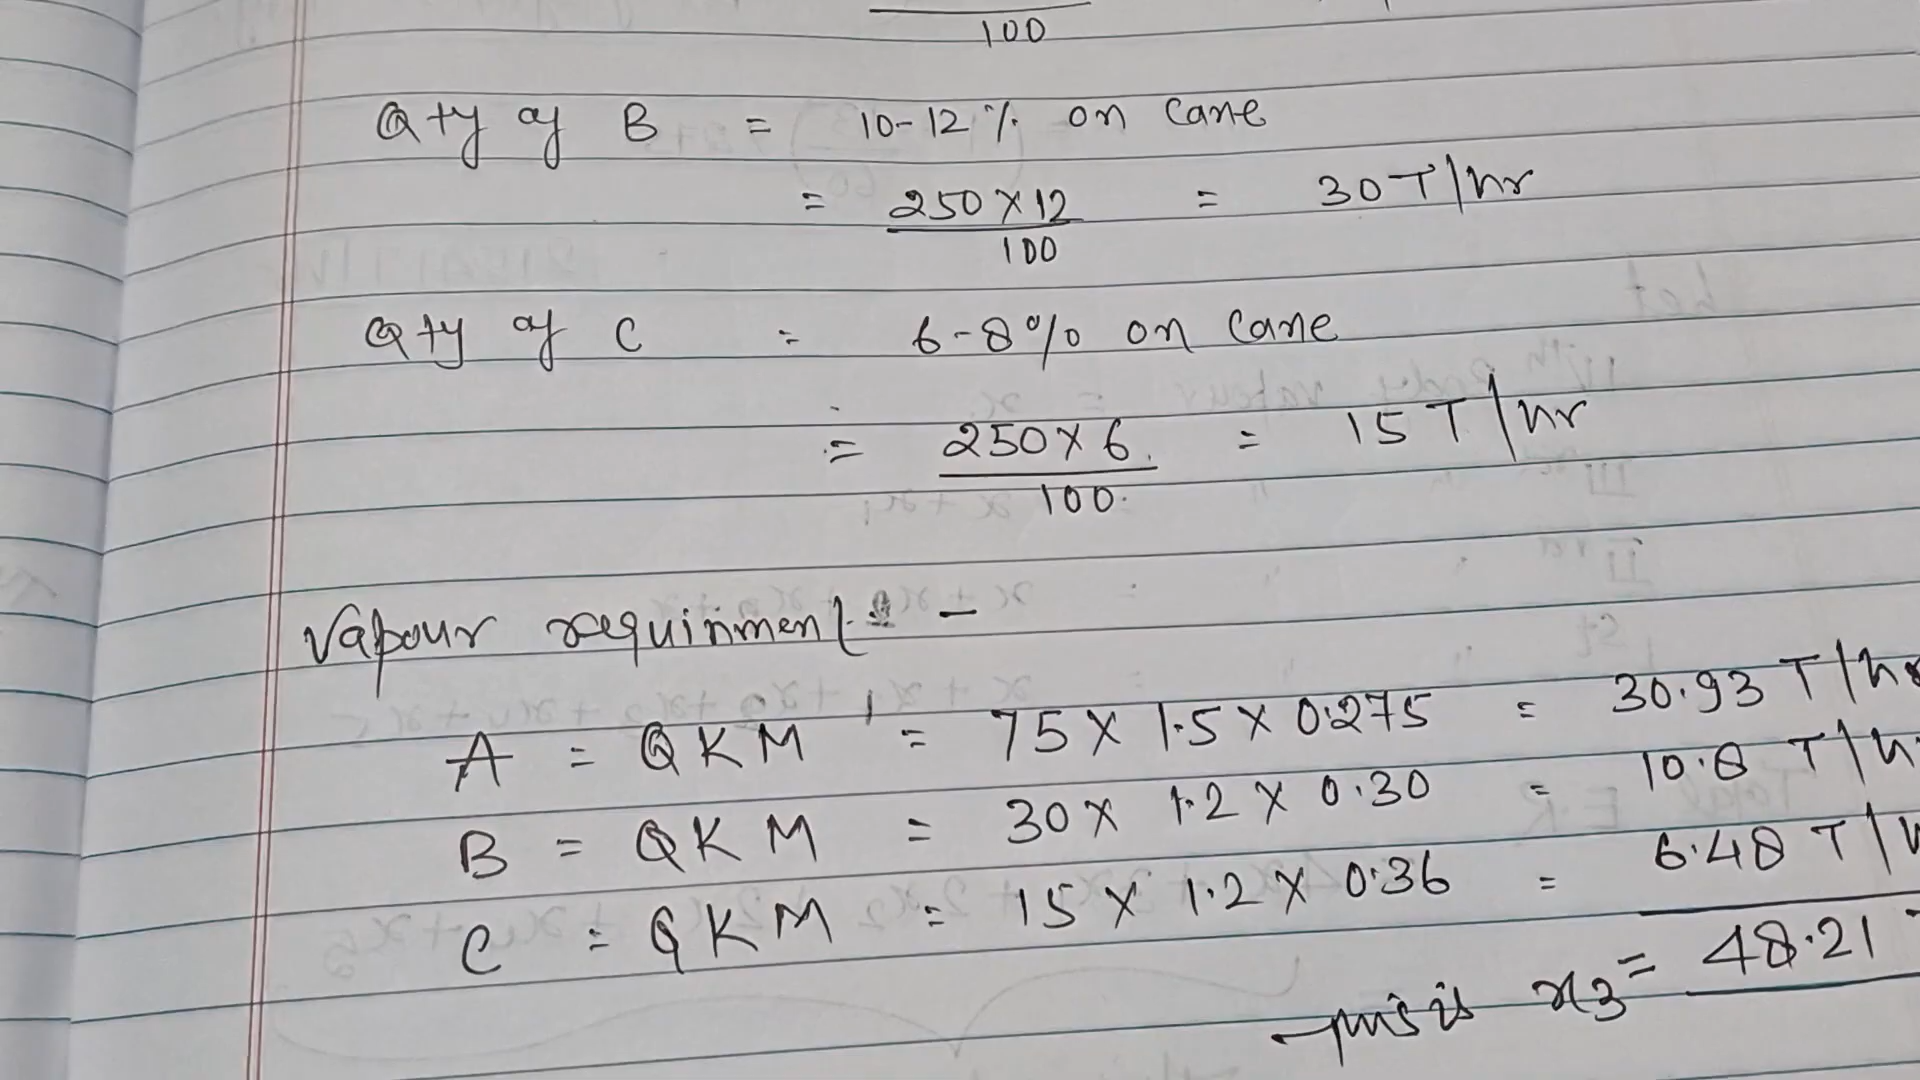 100
Qty of B = 10-12% on Cane
= 250 X 12 = 30 T/hr
100
Qty of C = 6-8% on Cane
= 250 X 6 = 15 T/hr
100
Vapour requinment -
A = QKM = 75 X 1.5 X 0.275 = 30.93 T/hr
B = QKM = 30 X 1.2 X 0.30 = 10.8 T/h
C = QKM = 15 X 1.2 X 0.36 = 6.48 T/h
48.21
this is x3 =